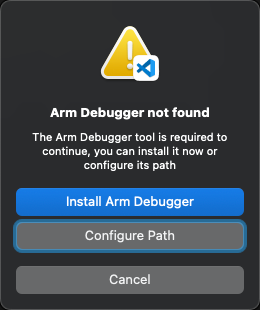 Arm Debugger not found
The Arm Debugger tool is required to
continue, you can install it now or
configure its path
Install Arm Debugger
Configure Path
Cancel